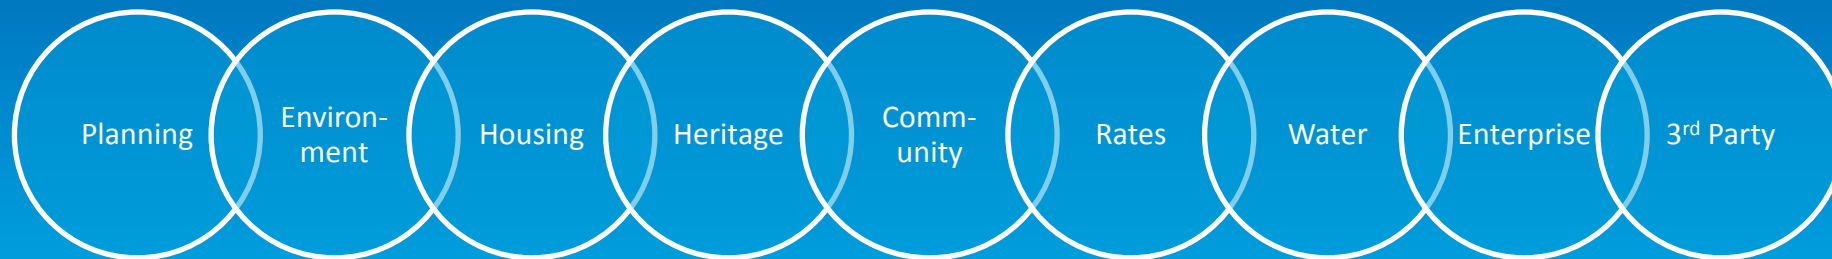 Planning
Environ-
ment
Housing
Heritage
Comm-
unity
Rates
Water
Enterprise
3rd Party